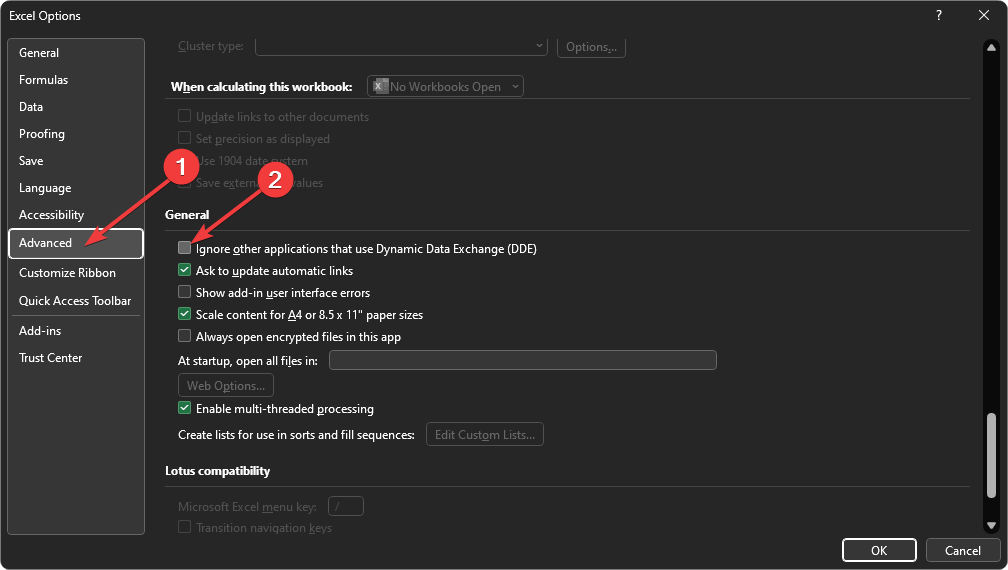 Excel Options
?
General
Formulas
Data
Proofing
Save
Language
Accessibility
Advanced
Customize Ribbon
Quick Access Toolbar
Add-ins
Trust Center
Cluster type:
Options...
When calculating this workbook:
No Workbooks Open
Update links to other documents
Set precision as displayed
Use 1904 date system
Save external values
1
2
General
Ignore other applications that use Dynamic Data Exchange (DDE)
Ask to update automatic links
Show add-in user interface errors
Scale content for A4 or 8.5 x 11" paper sizes
Always open encrypted files in this app
At startup, open all files in:
Web Options...
Enable multi-threaded processing
Create lists for use in sorts and fill sequences:
Edit Custom Lists...
Lotus compatibility
Microsoft Excel menu key:
/
Transition navigation keys
OK
Cancel